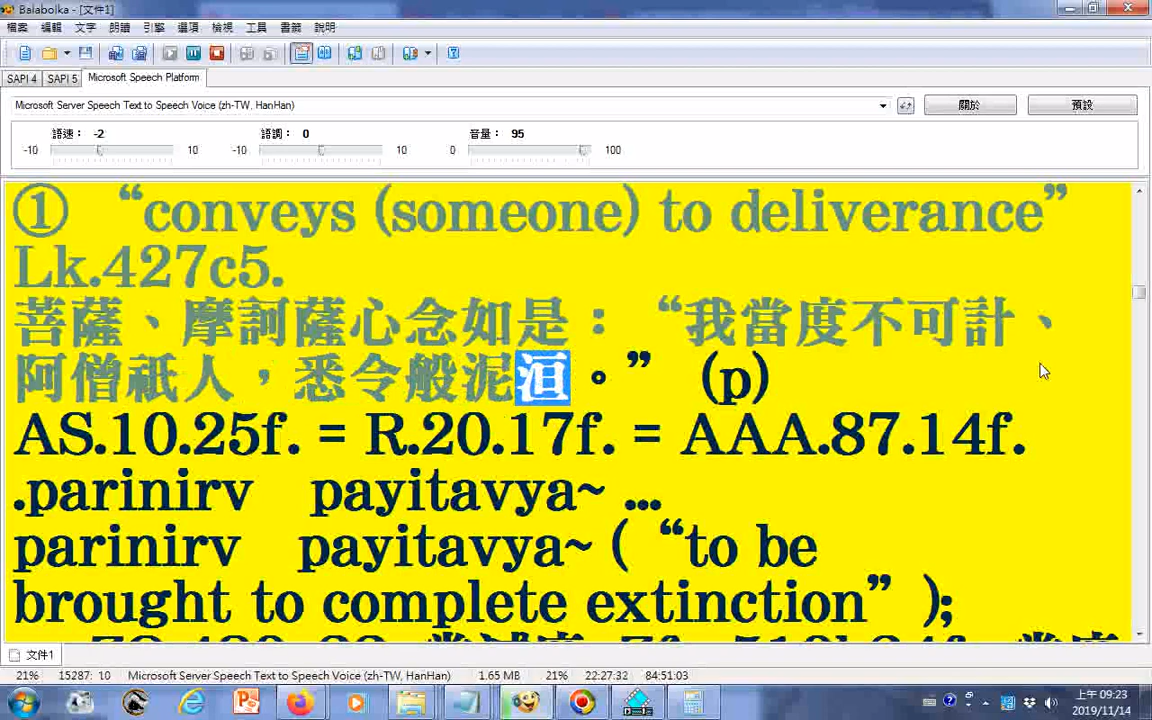 Balabolka - [文件1]
檔案 編輯 文字 朗讀 引擎 選項 檢視 工具 書籤 說明
SAPI 4 SAPI 5 Microsoft Speech Platform
Microsoft Server Speech Text to Speech Voice (zh-TW, HanHan) 關於 預設
語速： -2 語調： 0 音量： 95
-10 10 -10 10 0 100
① “conveys (someone) to deliverance”
Lk.427c5.
菩薩、摩訶薩心念如是：“我當度不可計、
阿僧祇人，悉令般泥洹。” (p)
AS.10.25f. = R.20.17f. = AAA.87.14f.
.parinirv payitavya~ ...
parinirv payitavya~ (“to be
brought to complete extinction”);
文件1
21% 15287: 10 Microsoft Server Speech Text to Speech Voice (zh-TW, HanHan) 1.65 MB 21% 22:27:32 84:51:03
上午 09:23
2019/11/14